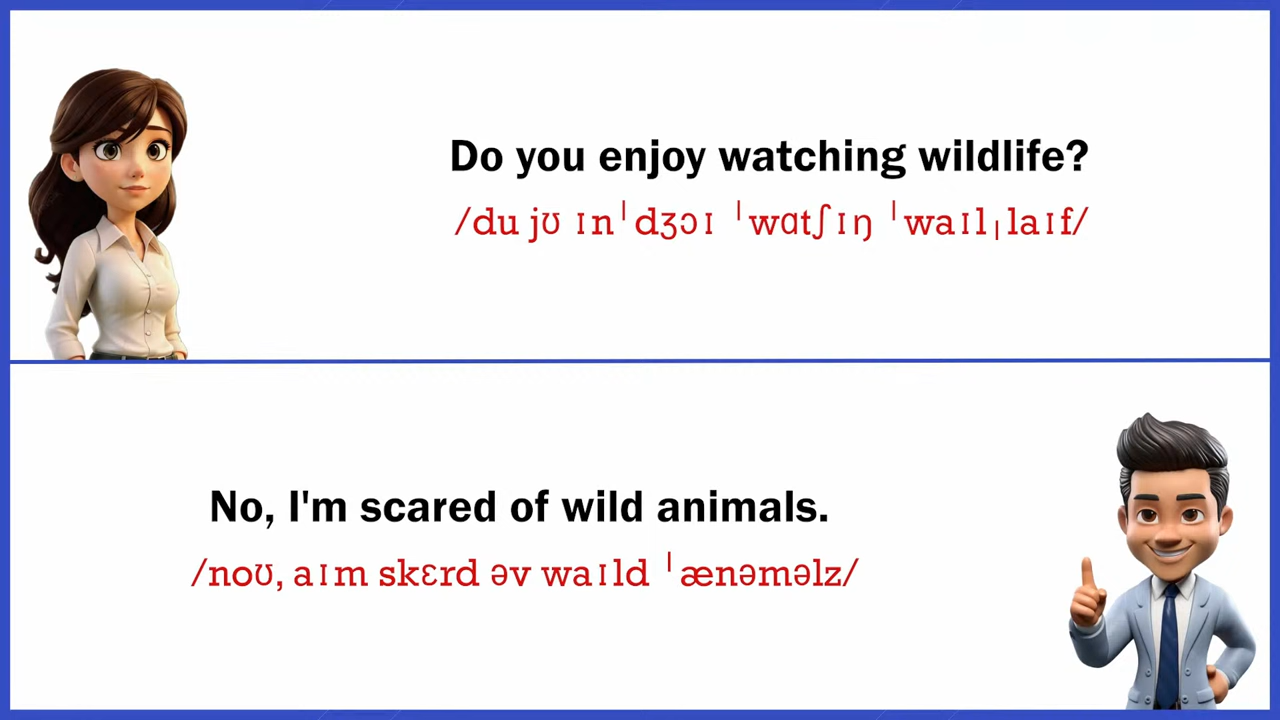 Do you enjoy watching wildlife?
/du jʊ ɪnˈdʒɔɪ ˈwɑtʃɪŋ ˈwaɪlˌlaɪf/
No, I'm scared of wild animals.
/noʊ, aɪm skɛrd əv waɪld ˈænəməlz/